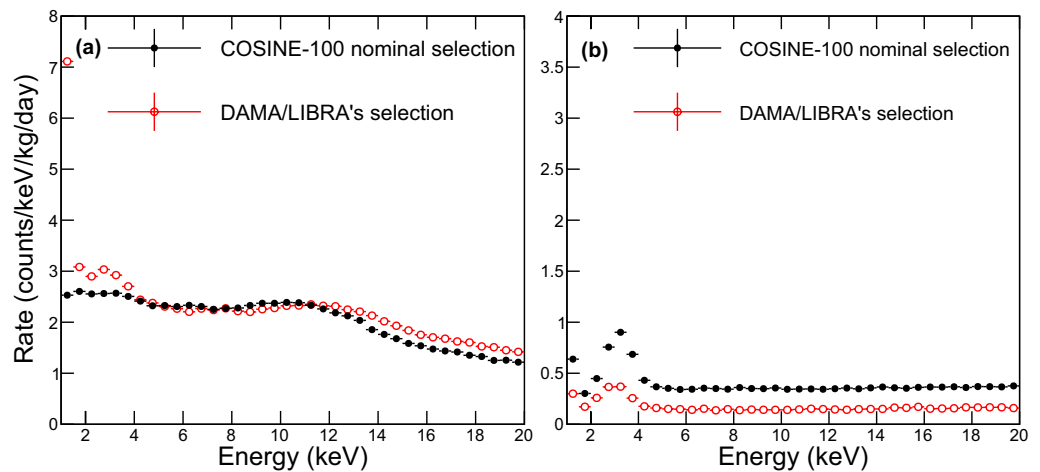 (a)
COSINE-100 nominal selection
DAMA/LIBRA's selection
Rate (counts/keV/kg/day)
8
7
6
5
4
3
2
1
0
2 4 6 8 10 12 14 16 18 20
Energy (keV)
(b)
COSINE-100 nominal selection
DAMA/LIBRA's selection
4
3.5
3
2.5
2
1.5
1
0.5
0
2 4 6 8 10 12 14 16 18 20
Energy (keV)